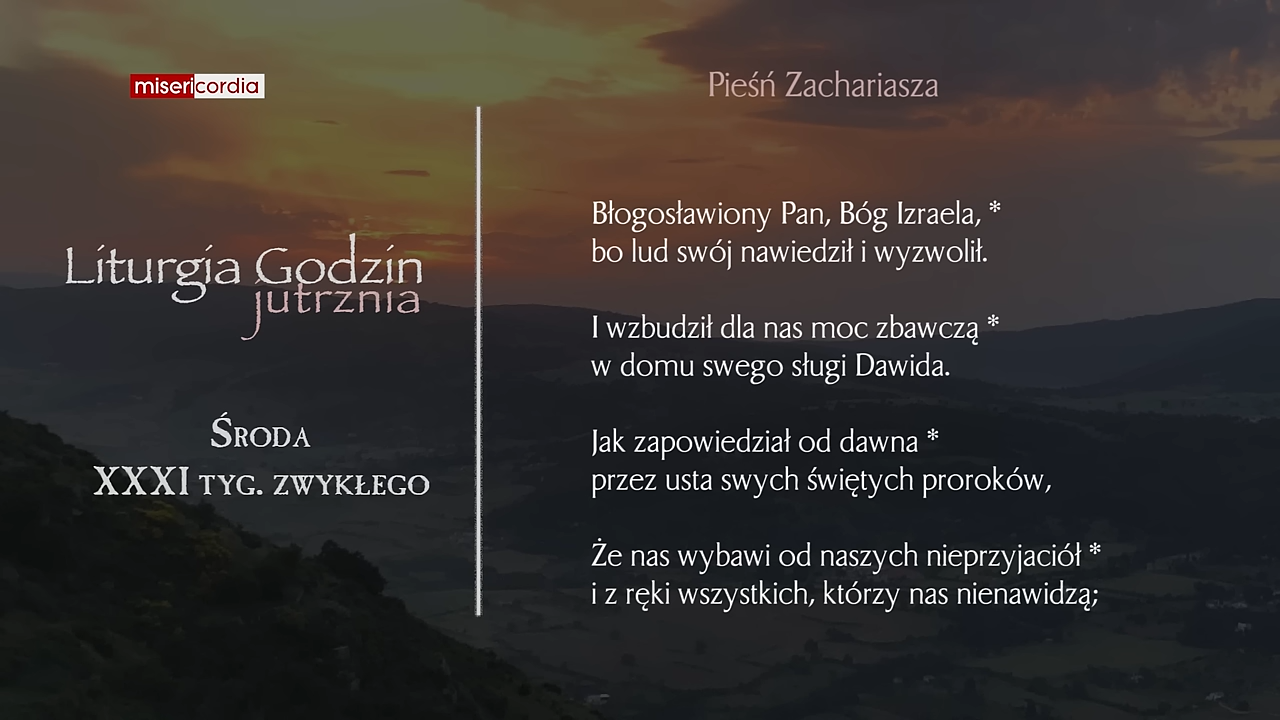 misericordia
Liturgia Godzin
jutrznia
Środa
XXXI tyg. zwykłego
Pieśń Zachariasza
Błogosławiony Pan, Bóg Izraela, *
bo lud swój nawiedził i wyzwolił.
I wzbudził dla nas moc zbawczą *
w domu swego sługi Dawida.
Jak zapowiedział od dawna *
przez usta swych świętych proroków,
Że nas wybawi od naszych nieprzyjaciół *
i z ręki wszystkich, którzy nas nienawidzą;